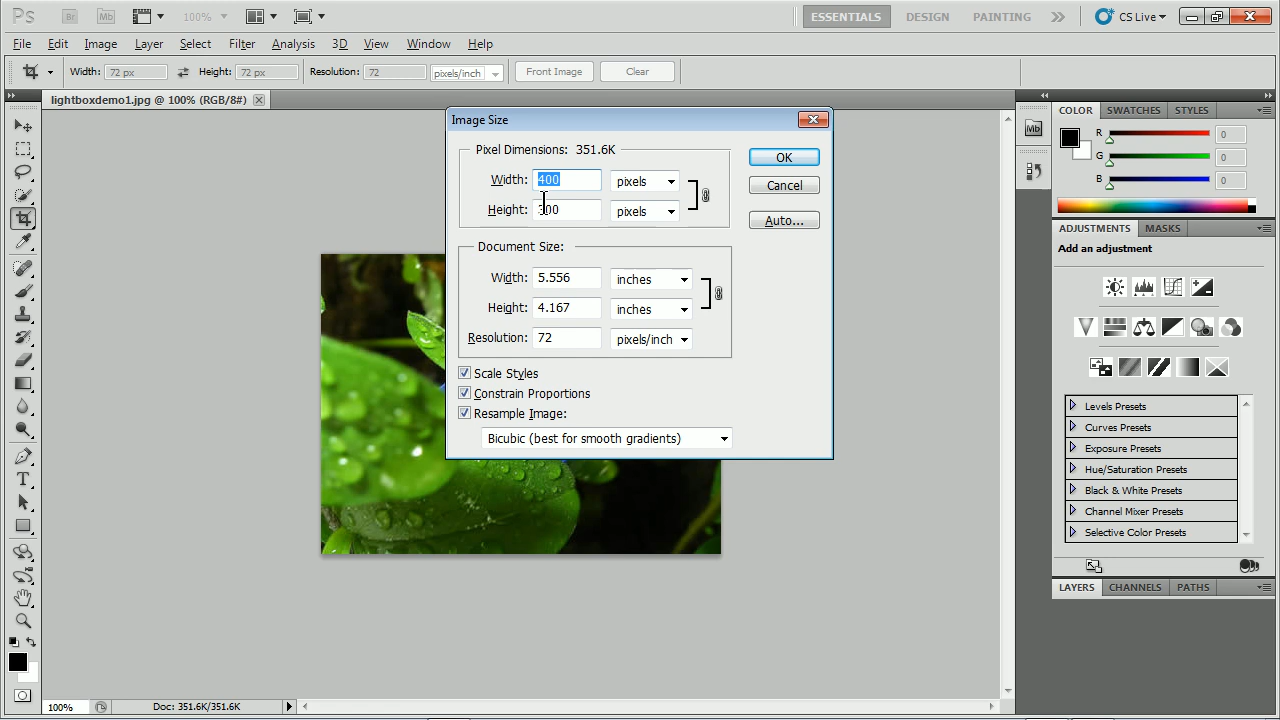 Ps Br Mb 100% ESSENTIALS DESIGN PAINTING CS Live
File Edit Image Layer Select Filter Analysis 3D View Window Help
Width: 72 px Height: 72 px Resolution: 72 pixels/inch Front Image Clear
lightboxdemo1.jpg @ 100% (RGB/8#)
Image Size
Pixel Dimensions: 351.6K
Width: 400 pixels
Height: 300 pixels
OK
Cancel
Auto...
Document Size:
Width: 5.556 inches
Height: 4.167 inches
Resolution: 72 pixels/inch
Scale Styles
Constrain Proportions
Resample Image:
Bicubic (best for smooth gradients)
Mb
COLOR SWATCHES STYLES
R 0
G 0
B 0
ADJUSTMENTS MASKS
Add an adjustment
Levels Presets
Curves Presets
Exposure Presets
Hue/Saturation Presets
Black & White Presets
Channel Mixer Presets
Selective Color Presets
LAYERS CHANNELS PATHS
100% Doc: 351.6K/351.6K